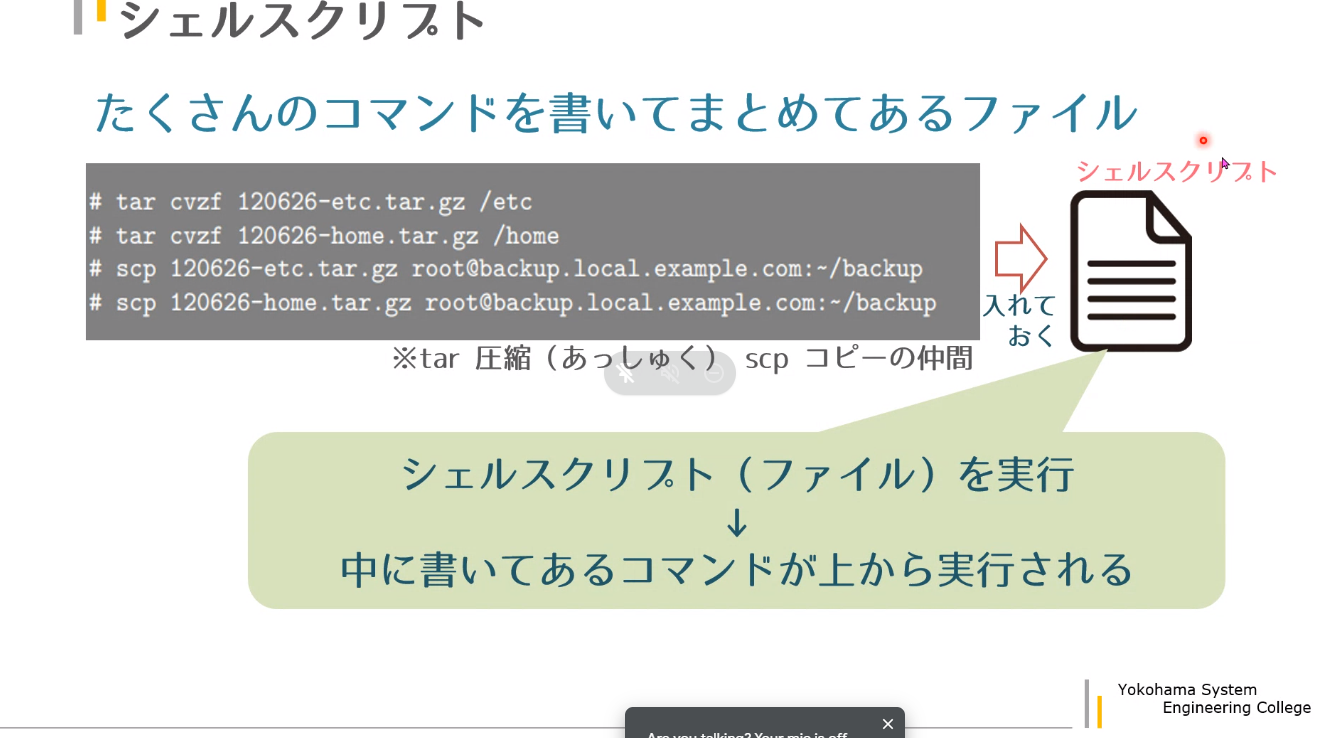 シェルスクリプト
たくさんのコマンドを書いてまとめてあるファイル
# tar cvzf 120626-etc.tar.gz /etc
# tar cvzf 120626-home.tar.gz /home
# scp 120626-etc.tar.gz root@backup.local.example.com:~/backup
# scp 120626-home.tar.gz root@backup.local.example.com:~/backup
シェルスクリプト
入れて
おく
※tar 圧縮（あっしゅく） scp コピーの仲間
シェルスクリプト（ファイル）を実行
↓
中に書いてあるコマンドが上から実行される
Yokohama System
Engineering College
Are you talking? Your mic is off.